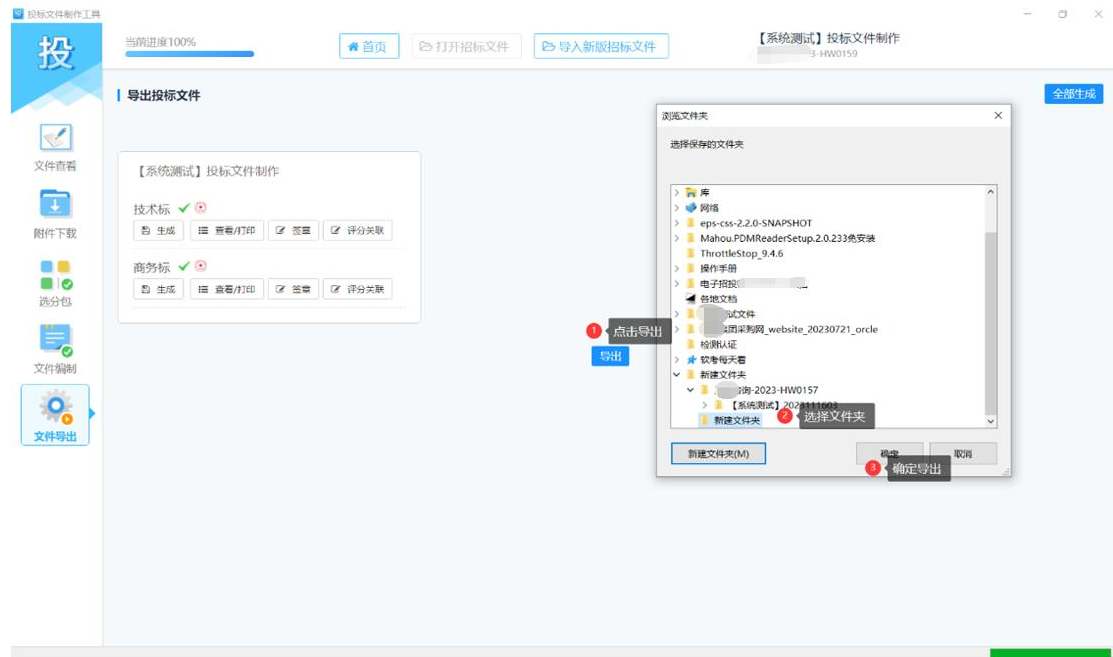 投标文件制作工具
投
当前进度100%
首页
打开招标文件
导入新版招标文件
【系统测试】投标文件制作
3-HW0159
导出投标文件
全部生成
文件查看
附件下载
选分包
文件编制
文件导出
【系统测试】投标文件制作
技术标
生成
查看/打印
签章
评分关联
商务标
生成
查看/打印
签章
评分关联
1 点击导出
导出
浏览文件夹
选择保存的文件夹
库
网络
eps-css-2.2.0-SNAPSHOT
Mahou.PDMReaderSetup.2.0.233免安装
ThrottleStop_9.4.6
操作手册
电子招投
各地文档
试文件
集团采购网_website_20230721_orcle
检测认证
软考每天看
新建文件夹
咨询-2023-HW0157
【系统测试】2023111603
新建文件夹
2 选择文件夹
新建文件夹(M)
确定
取消
3 确定导出